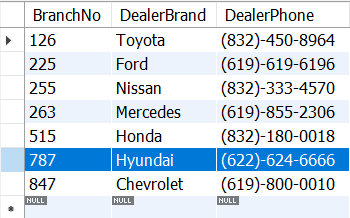 BranchNo DealerBrand DealerPhone
126 Toyota (832)-450-8964
225 Ford (619)-619-6196
255 Nissan (832)-333-4570
263 Mercedes (619)-855-2306
515 Honda (832)-180-0018
787 Hyundai (622)-624-6666
847 Chevrolet (619)-800-0010
NULL NULL NULL